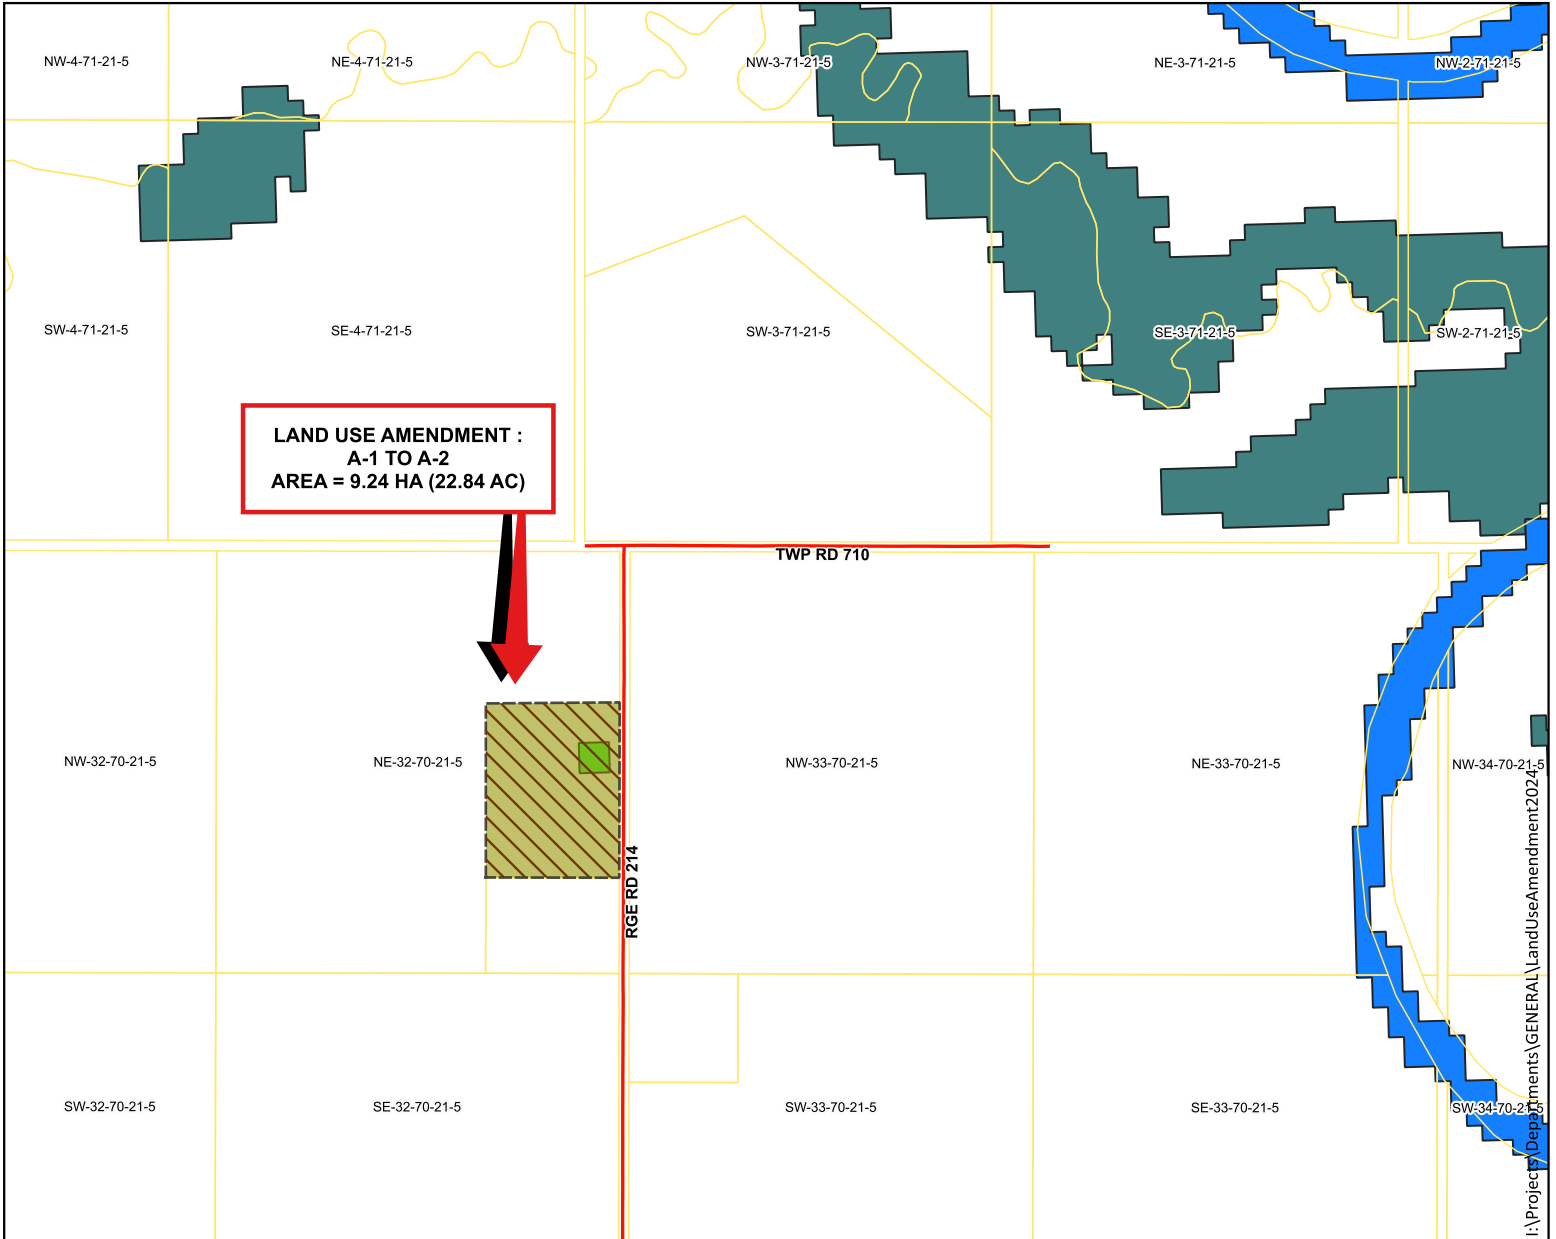 NW-4-71-21-5
NE-4-71-21-5
NW-3-71-21-5
NE-3-71-21-5
NW-2-71-21-5
SW-4-71-21-5
SE-4-71-21-5
SW-3-71-21-5
SE-3-71-21-5
SW-2-71-21-5
LAND USE AMENDMENT :
A-1 TO A-2
AREA = 9.24 HA (22.84 AC)
TWP RD 710
NW-32-70-21-5
NE-32-70-21-5
NW-33-70-21-5
NE-33-70-21-5
NW-34-70-21-5
RGE RD 214
SW-32-70-21-5
SE-32-70-21-5
SW-33-70-21-5
SE-33-70-21-5
SW-34-70-21-5
I:\Projects\Departments\GENERAL\LandUseAmendment2024